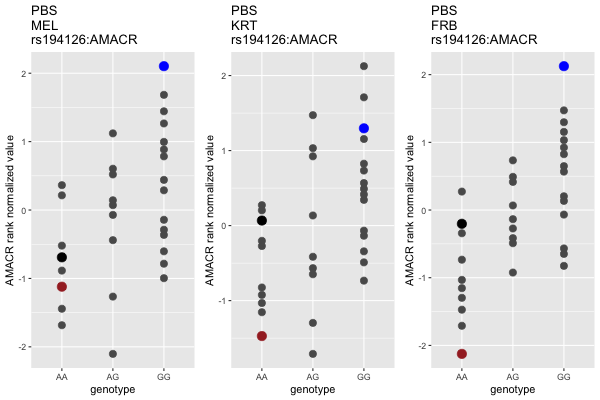 PBS
MEL
rs194126:AMACR
AMACR rank normalized value
2
1
0
-1
-2
AA
AG
GG
genotype
PBS
KRT
rs194126:AMACR
AMACR rank normalized value
2
1
0
-1
AA
AG
GG
genotype
PBS
FRB
rs194126:AMACR
AMACR rank normalized value
2
1
0
-1
-2
AA
AG
GG
genotype